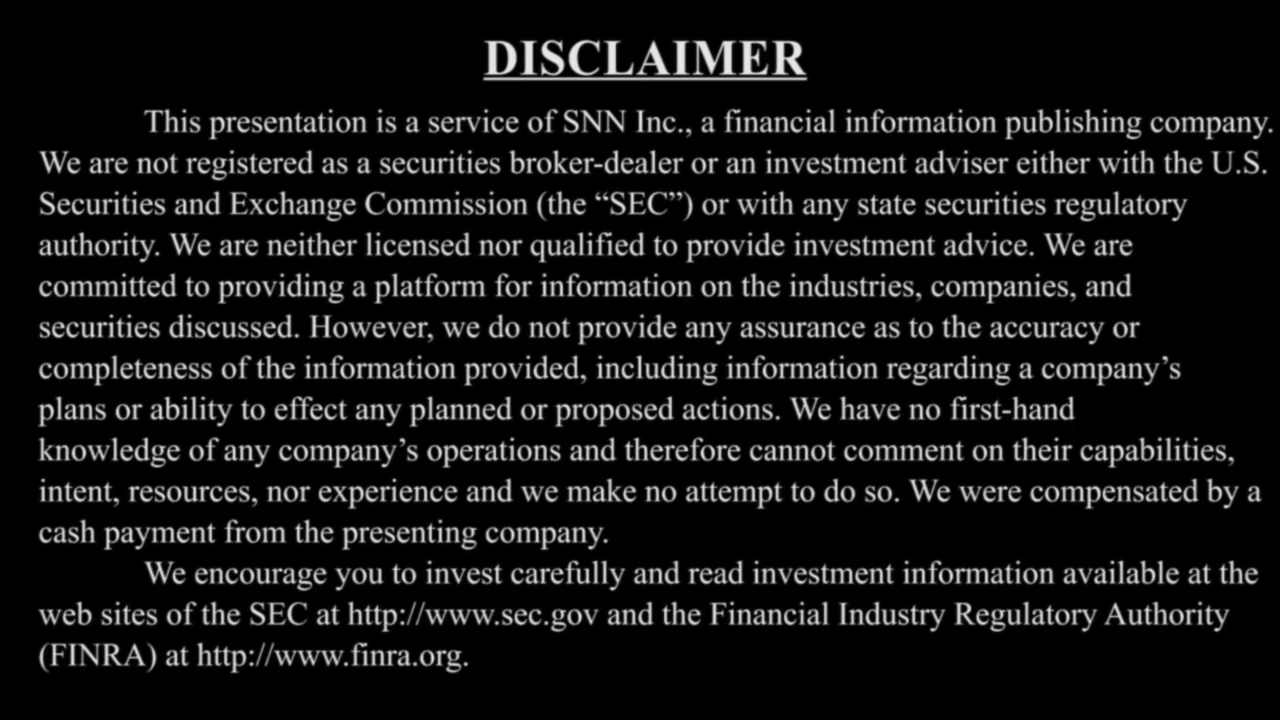 DISCLAIMER
This presentation is a service of SNN Inc., a financial information publishing company.
We are not registered as a securities broker-dealer or an investment adviser either with the U.S.
Securities and Exchange Commission (the “SEC”) or with any state securities regulatory
authority. We are neither licensed nor qualified to provide investment advice. We are
committed to providing a platform for information on the industries, companies, and
securities discussed. However, we do not provide any assurance as to the accuracy or
completeness of the information provided, including information regarding a company’s
plans or ability to effect any planned or proposed actions. We have no first-hand
knowledge of any company’s operations and therefore cannot comment on their capabilities,
intent, resources, nor experience and we make no attempt to do so. We were compensated by a
cash payment from the presenting company.
We encourage you to invest carefully and read investment information available at the
web sites of the SEC at http://www.sec.gov and the Financial Industry Regulatory Authority
(FINRA) at http://www.finra.org.